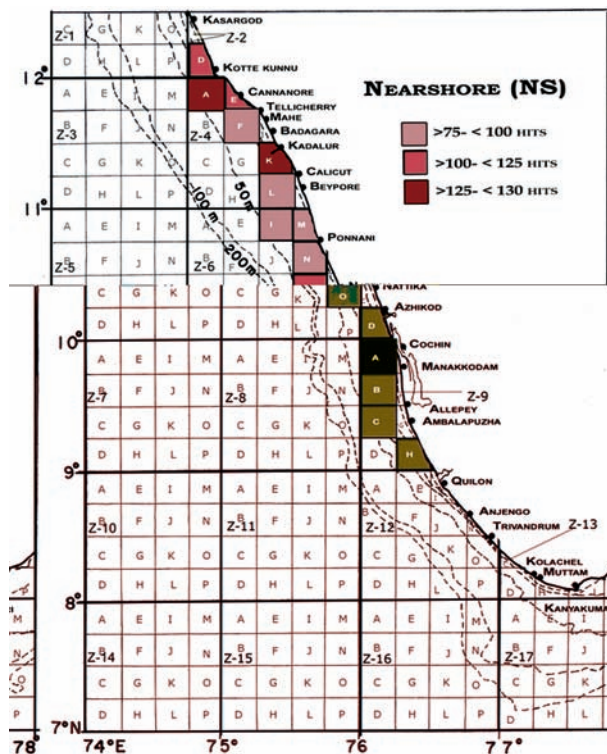 C G K O
KASARGOD
Z-1
Z-2
D H L P D
KOTTE KUNNU
12°
A E I M A E
CANNANORE
TELLICHERRY
MAHE
BADAGARA
B F J N B F
Z-3
Z-4
KADALUR
C G K O C G K
CALICUT
BEYPORE
D H L P D H L
100 m
50m
200m
11°
A E I M A E I M
PONNANI
B F J N B F J N
Z-5
Z-6
NEARSHORE (NS)
>75- < 100 HITS
>100- < 125 HITS
>125- < 130 HITS
C G K O C G K O
NATTIKA
AZHIKOD
D H L P D H L P D
10°
COCHIN
A E I M A E I M A
MANAKKODAM
B F J N B F J N B
Z-7
Z-8
Z-9
ALLEPEY
AMBALAPUZHA
C G K O C G K O C
D H L P D H L P D H
9°
QUILON
A E I M A E I M A E
ANJENGO
TRIVANDRUM
Z-13
B F J N B F J N B F J
Z-10
Z-11
Z-12
C G K O C G K O C G K O
KOLACHEL
MUTTAM
P D H L P D H L P D H L P D H
8°
KANYAKUMA
M A E I M A E I M A E I M A E I
N B F J N B F J N B F J N B F J
Z-14
Z-15
Z-16
Z-17
O C G K O C G K O C G K O C G K
P D H L P D H L P D H L P D H L
7°N
78° 74°E 75° 76° 77°